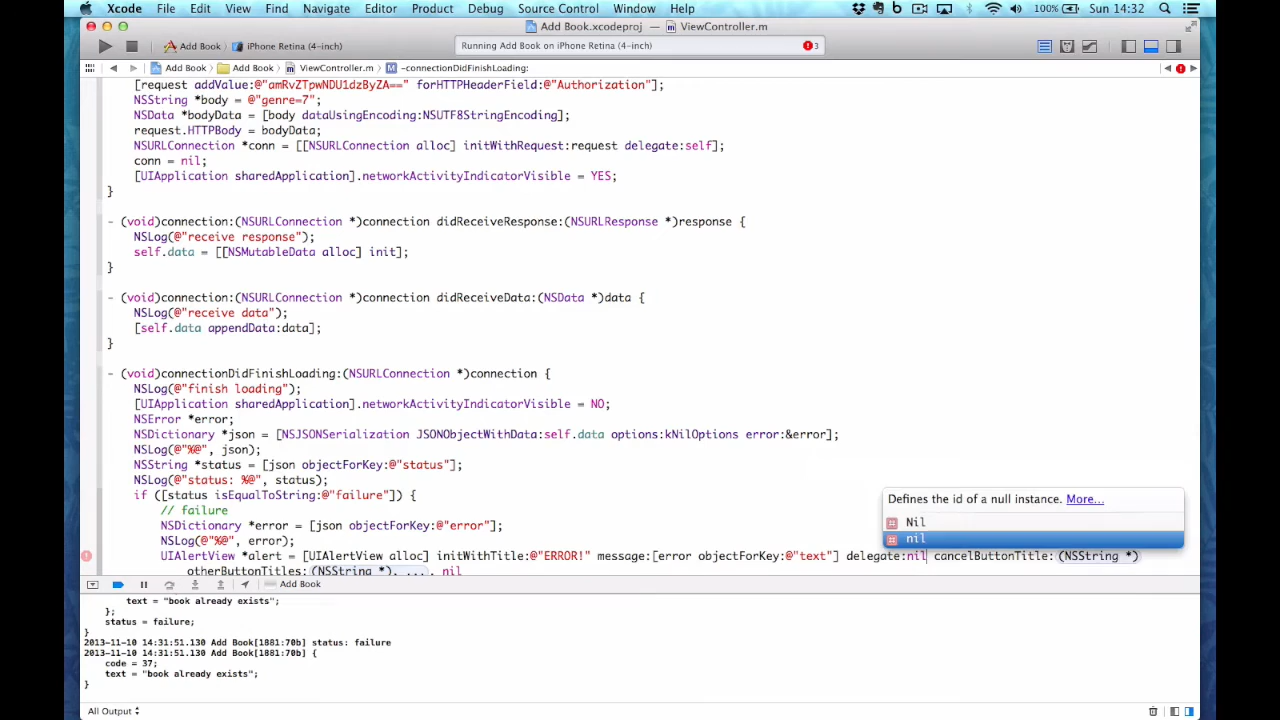 Xcode File Edit View Find Navigate Editor Product Debug Source Control Window Help 100% Sun 14:32
Add Book.xcodeproj — ViewController.m
Add Book iPhone Retina (4-inch) Running Add Book on iPhone Retina (4-inch) 3
Add Book Add Book ViewController.m M -connectionDidFinishLoading:
[request addValue:@"amRvZTpwNDU1dzByZA==" forHTTPHeaderField:@"Authorization"];
NSString *body = @"genre=7";
NSData *bodyData = [body dataUsingEncoding:NSUTF8StringEncoding];
request.HTTPBody = bodyData;
NSURLConnection *conn = [[NSURLConnection alloc] initWithRequest:request delegate:self];
conn = nil;
[UIApplication sharedApplication].networkActivityIndicatorVisible = YES;
}
- (void)connection:(NSURLConnection *)connection didReceiveResponse:(NSURLResponse *)response {
NSLog(@"receive response");
self.data = [[NSMutableData alloc] init];
}
- (void)connection:(NSURLConnection *)connection didReceiveData:(NSData *)data {
NSLog(@"receive data");
[self.data appendData:data];
}
- (void)connectionDidFinishLoading:(NSURLConnection *)connection {
NSLog(@"finish loading");
[UIApplication sharedApplication].networkActivityIndicatorVisible = NO;
NSError *error;
NSDictionary *json = [NSJSONSerialization JSONObjectWithData:self.data options:kNilOptions error:&error];
NSLog(@"%@", json);
NSString *status = [json objectForKey:@"status"];
NSLog(@"status: %@", status);
if ([status isEqualToString:@"failure"]) {
Defines the id of a null instance. More...
// failure
Nil
NSDictionary *error = [json objectForKey:@"error"];
nil
NSLog(@"%@", error);
UIAlertView *alert = [UIAlertView alloc] initWithTitle:@"ERROR!" message:[error objectForKey:@"text"] delegate:nil cancelButtonTitle:(NSString *)
otherButtonTitles:(NSString *), ..., nil
Add Book
text = "book already exists";
};
status = failure;
}
2013-11-10 14:31:51.130 Add Book[1881:70b] status: failure
2013-11-10 14:31:51.130 Add Book[1881:70b] {
code = 37;
text = "book already exists";
}
All Output